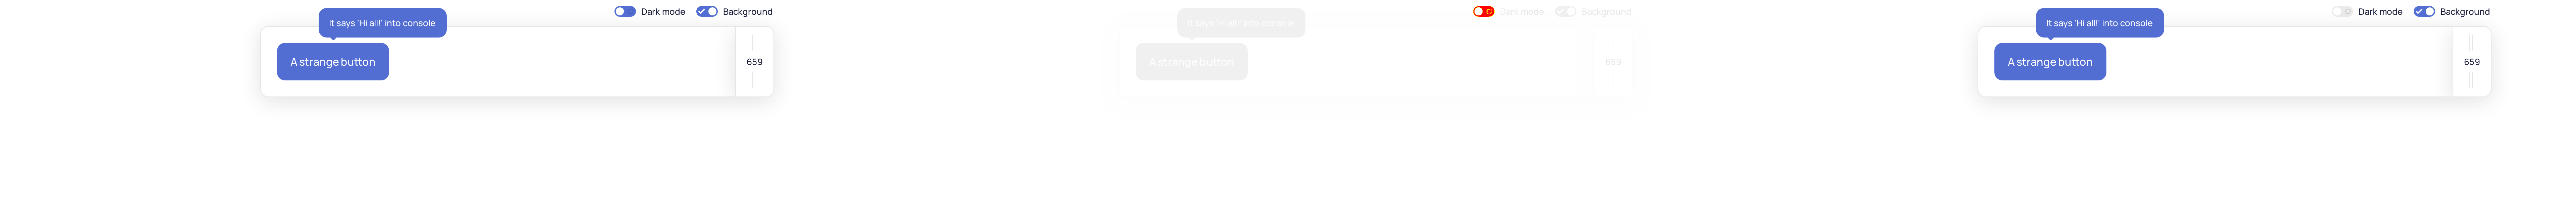 Dark mode Background
It says 'Hi all!' into console
A strange button
659
Dark mode Background
It says 'Hi all!' into console
A strange button
659
Dark mode Background
It says 'Hi all!' into console
A strange button
659